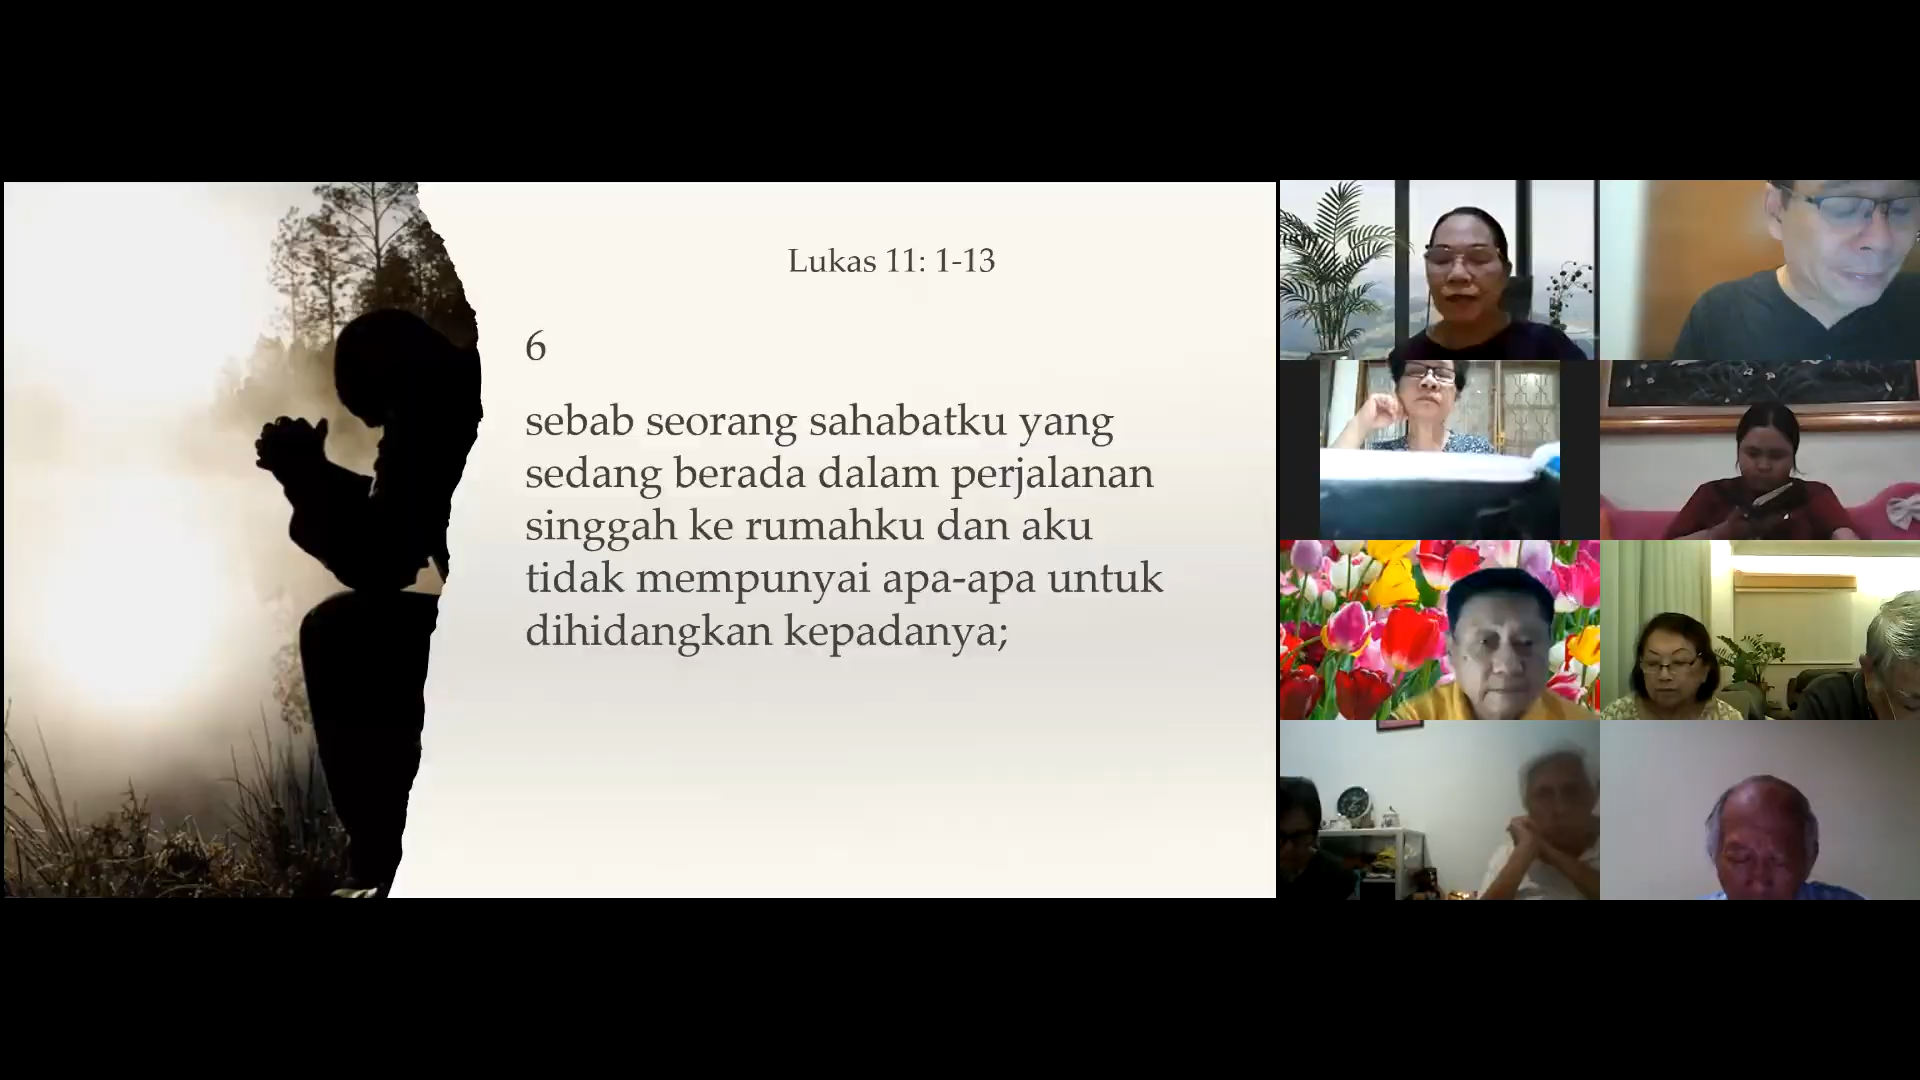 Lukas 11: 1-13
6
sebab seorang sahabatku yang
sedang berada dalam perjalanan
singgah ke rumahku dan aku
tidak mempunyai apa-apa untuk
dihidangkan kepadanya;